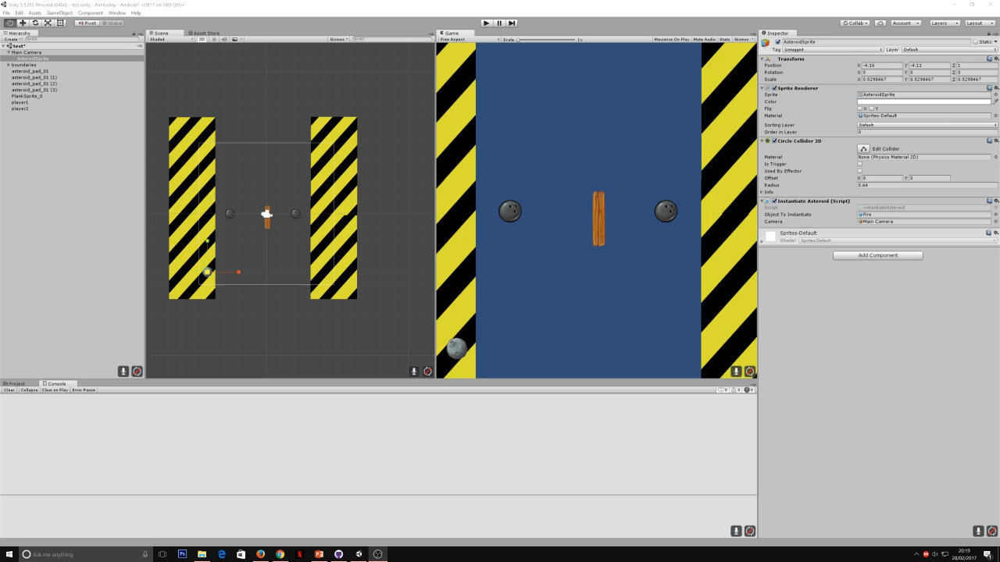 Unity 5.5.0f3 Personal (64bit) - test.unity - AirHockey - Android* <DX11 on DX9 GPU>
File Edit Assets GameObject Component Window Help
Pivot Global
Collab Account Layers Layout
Hierarchy
Create All
test*
Main Camera
AsteroidSprite
boundaries
asteroid_pad_01
asteroid_pad_01 (1)
asteroid_pad_01 (2)
asteroid_pad_01 (3)
PlankSprite_0
player1
player2
Scene Asset Store
Shaded 2D Gizmos All
Game
Free Aspect Scale 1x Maximize On Play Mute Audio Stats Gizmos
Inspector
AsteroidSprite Static
Tag Untagged Layer Default
Transform
Position X -4.16 Y -4.11 Z 1
Rotation X 0 Y 0 Z 0
Scale X 0.5298467 Y 0.5298467 Z 0.5298467
Sprite Renderer
Sprite AsteroidSprite
Color
Flip X Y
Material Sprites-Default
Sorting Layer Default
Order in Layer 0
Circle Collider 2D
Edit Collider
Material None (Physics Material 2D)
Is Trigger
Used By Effector
Offset X 0 Y 0
Radius 0.64
Info
Instantiate Asteroid (Script)
Script instantiateAsteroid
Object To Instantiate Fire
Camera Main Camera
Sprites-Default
Shader Sprites/Default
Add Component
Project Console
Clear Collapse Clear on Play Error Pause 0 0 0
Ask me anything
20:19
28/02/2017